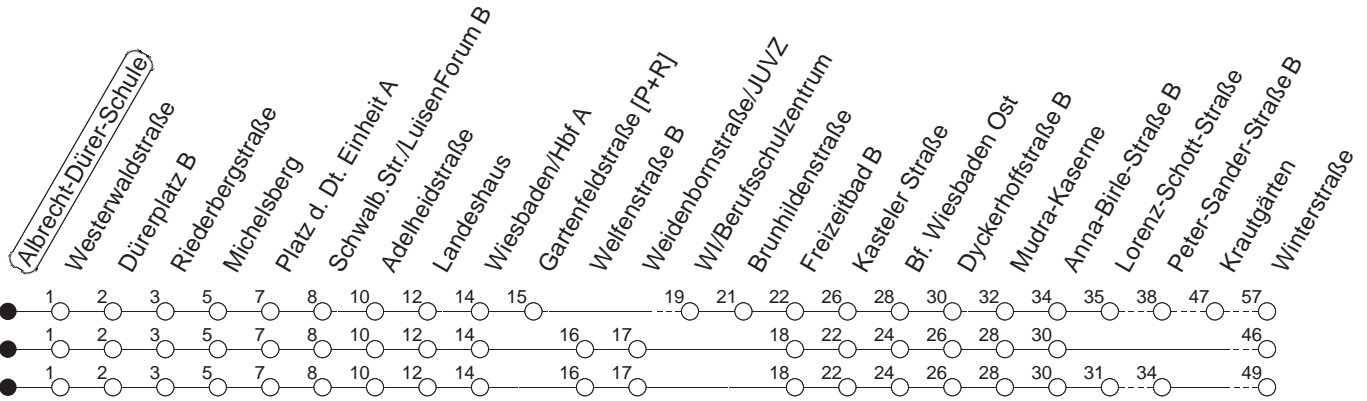 Albrecht-Dürer-Schule
Westerwaldstraße
Dürerplatz B
Riederbergstraße
Michelsberg
Platz d. Dt. Einheit A
Schwalb.Str./LuisenForum B
Adelheidstraße
Landeshaus
Wiesbaden/Hbf A
Gartenfeldstraße [P+R]
Welfenstraße B
Weidenbornstraße/JUVZ
WI/Berufsschulzentrum
Brunhildenstraße
Freizeitbad B
Kasteler Straße
Bf. Wiesbaden Ost
Dyckerhoffstraße B
Mudra-Kaserne
Anna-Birle-Straße B
Lorenz-Schott-Straße
Peter-Sander-Straße B
Krautgärten
Winterstraße
1 2 3 5 7 8 10 12 14 15 19 21 22 26 28 30 32 34 35 38 47 57
1 2 3 5 7 8 10 12 14 16 17 18 22 24 26 28 30 46
1 2 3 5 7 8 10 12 14 16 17 18 22 24 26 28 30 31 34 49